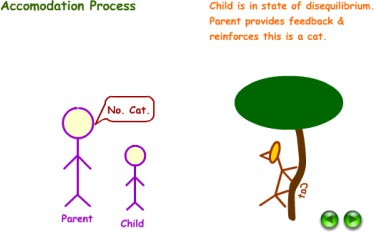 Accomodation Process
Child is in state of disequilibrium.
Parent provides feedback &
reinforces this is a cat.
No. Cat.
Cat
Parent
Child